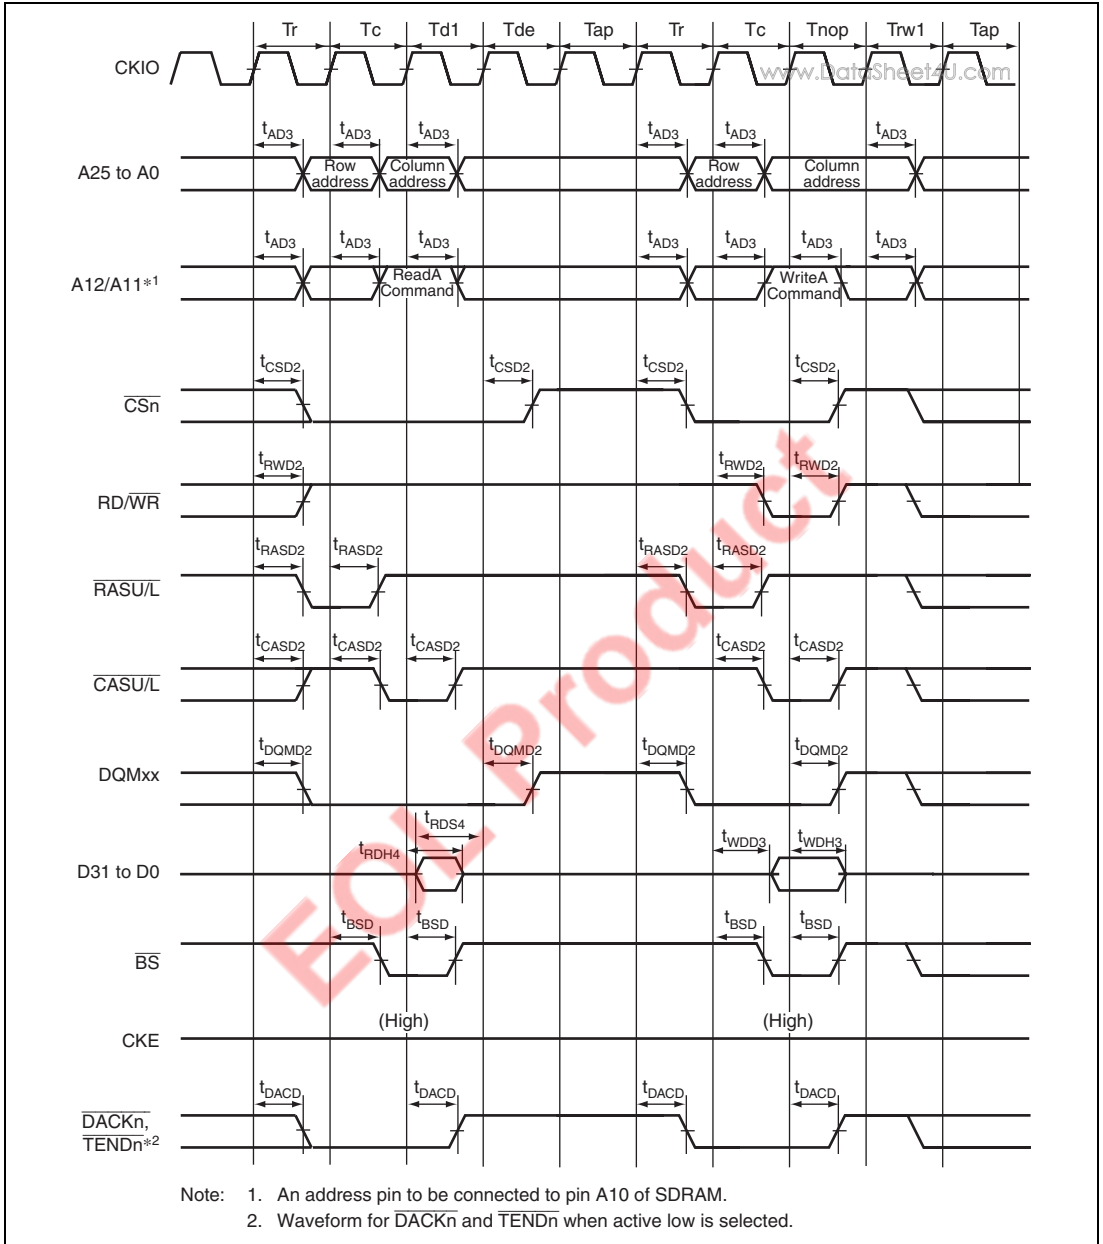 Tr Tc Td1 Tde Tap Tr Tc Tnop Trw1 Tap
CKIO
www.DataSheet4U.com
tAD3 tAD3 tAD3 tAD3 tAD3 tAD3
A25 to A0
Row address Column address Row address Column address
tAD3 tAD3 tAD3 tAD3 tAD3 tAD3 tAD3
A12/A11*1
ReadA Command WriteA Command
tCSD2 tCSD2 tCSD2 tCSD2
CSn
tRWD2 tRWD2 tRWD2
RD/WR
tRASD2 tRASD2 tRASD2 tRASD2
RASU/L
tCASD2 tCASD2 tCASD2 tCASD2 tCASD2
CASU/L
tDQMD2 tDQMD2 tDQMD2 tDQMD2
DQMxx
tRDS4
tRDH4 tWDD3 tWDH3
D31 to D0
tBSD tBSD tBSD tBSD
BS
(High) (High)
CKE
tDACD tDACD tDACD tDACD
DACKn,
TENDn*2
EOL Product
Note: 1. An address pin to be connected to pin A10 of SDRAM.
2. Waveform for DACKn and TENDn when active low is selected.